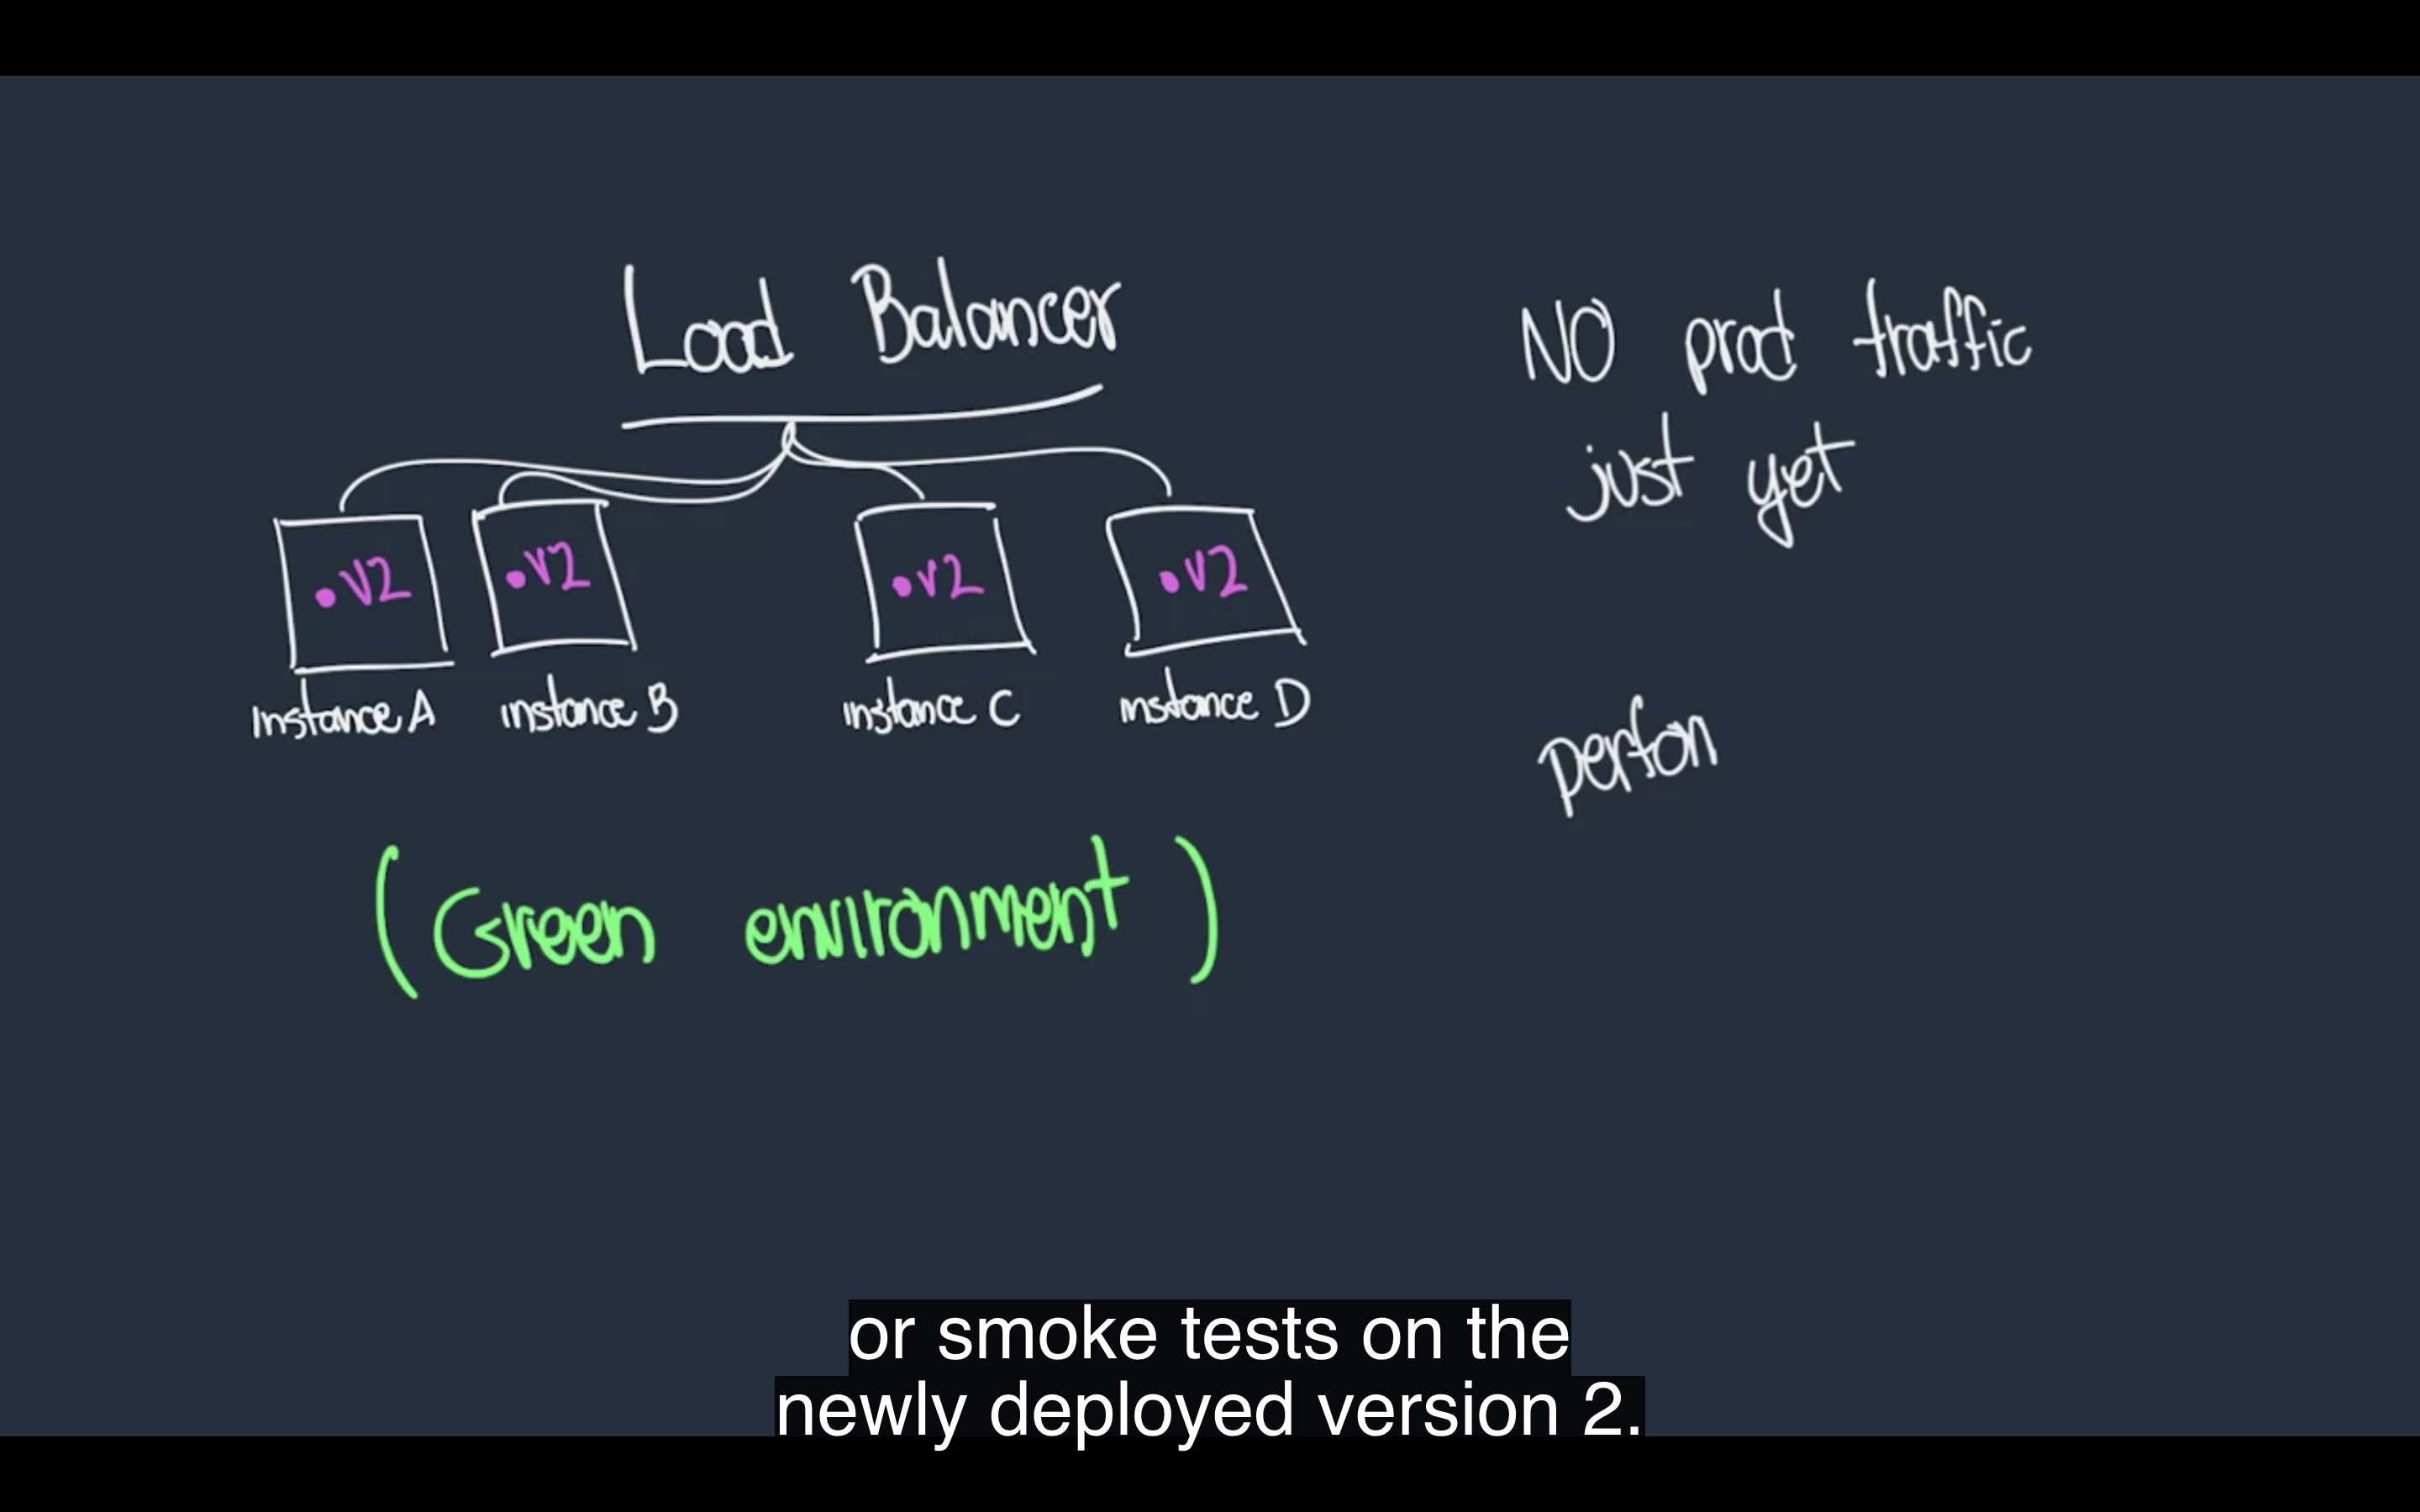 Load Balancer
NO prod traffic
just yet
•V2 •V2 •V2 •V2
Instance A instance B instance C instance D
perfon
(Green environment)
or smoke tests on the
newly deployed version 2.